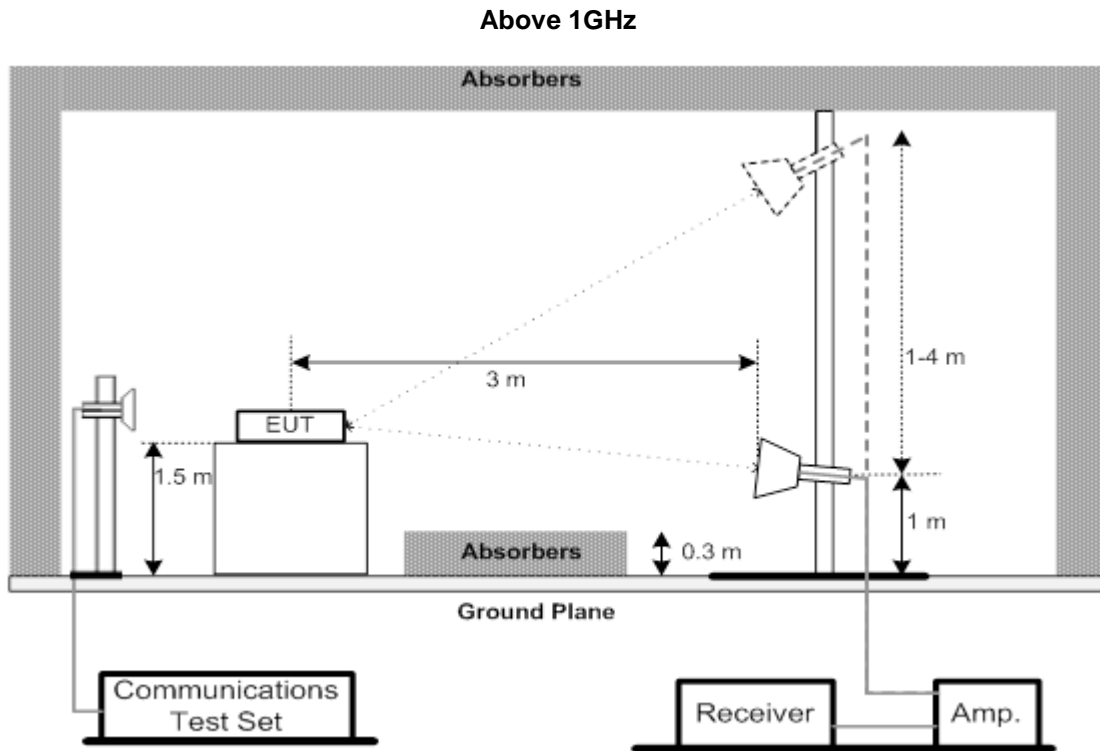 Above 1GHz
Absorbers
1-4 m
3 m
EUT
1.5 m
1 m
Absorbers
0.3 m
Ground Plane
Communications
Test Set
Receiver
Amp.